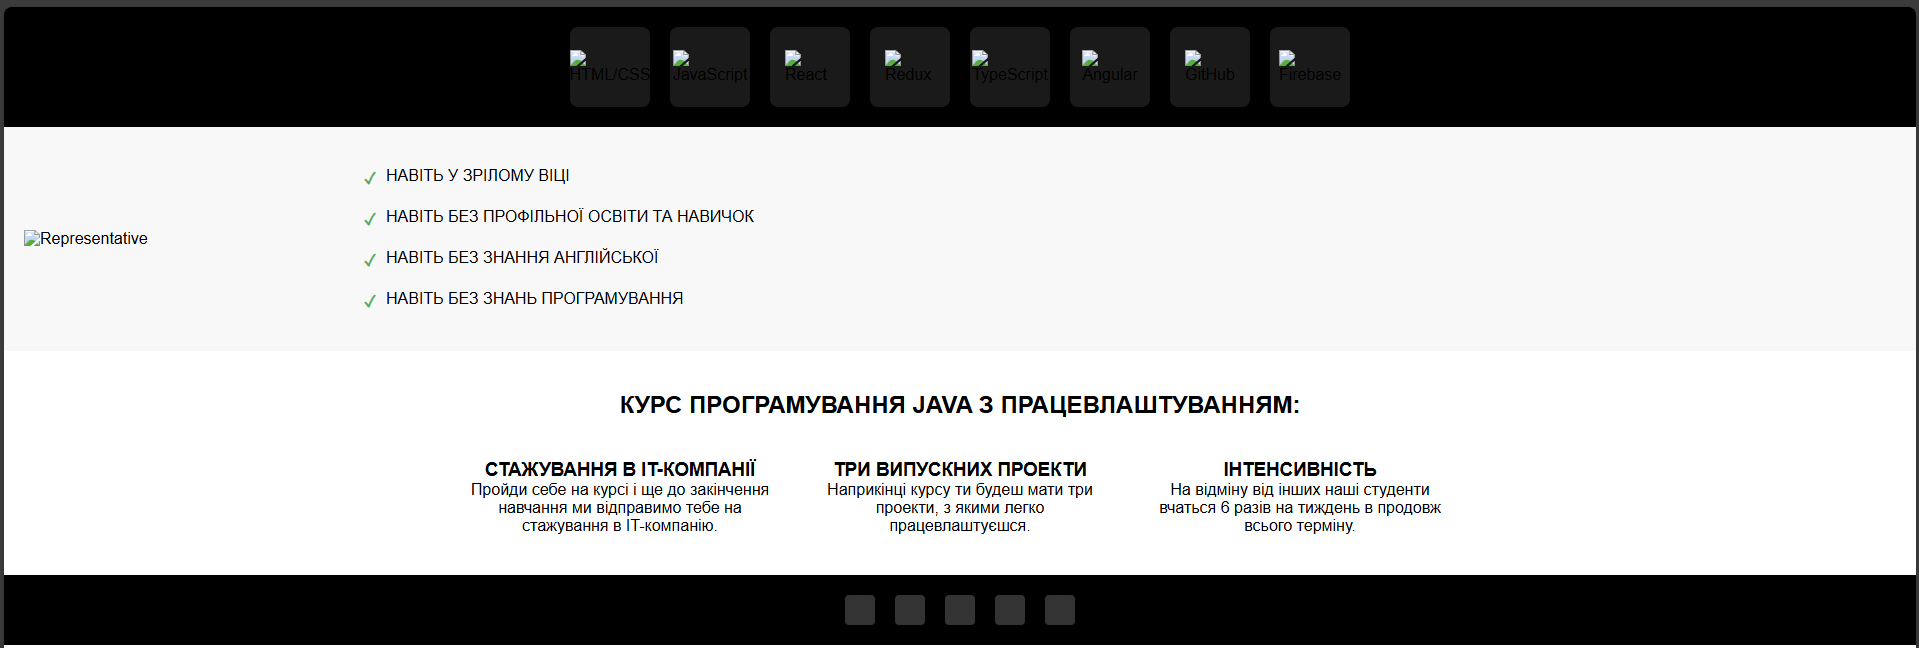 HTML/CSS JavaScript React Redux TypeScript Angular GitHub Firebase
НАВІТЬ У ЗРІЛОМУ ВІЦІ
НАВІТЬ БЕЗ ПРОФІЛЬНОЇ ОСВІТИ ТА НАВИЧОК
Representative
НАВІТЬ БЕЗ ЗНАННЯ АНГЛІЙСЬКОЇ
НАВІТЬ БЕЗ ЗНАНЬ ПРОГРАМУВАННЯ
КУРС ПРОГРАМУВАННЯ JAVA З ПРАЦЕВЛАШТУВАННЯМ:
СТАЖУВАННЯ В ІТ-КОМПАНІЇ
Пройди себе на курсі і ще до закінчення
навчання ми відправимо тебе на
стажування в ІТ-компанію.
ТРИ ВИПУСКНИХ ПРОЕКТИ
Наприкінці курсу ти будеш мати три
проекти, з якими легко
працевлаштуєшся.
ІНТЕНСИВНІСТЬ
На відміну від інших наші студенти
вчаться 6 разів на тиждень в продовж
всього терміну.